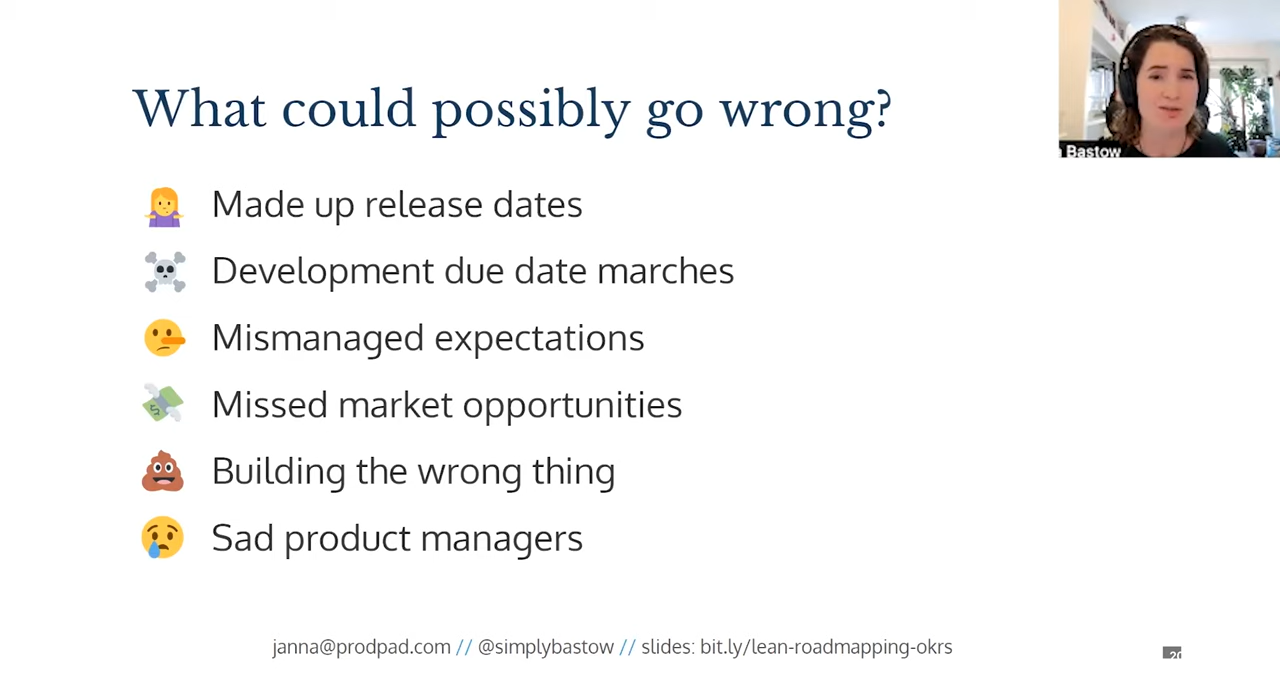 What could possibly go wrong?
Bastow
Made up release dates
Development due date marches
Mismanaged expectations
Missed market opportunities
Building the wrong thing
Sad product managers
janna@prodpad.com // @simplybastow // slides: bit.ly/lean-roadmapping-okrs